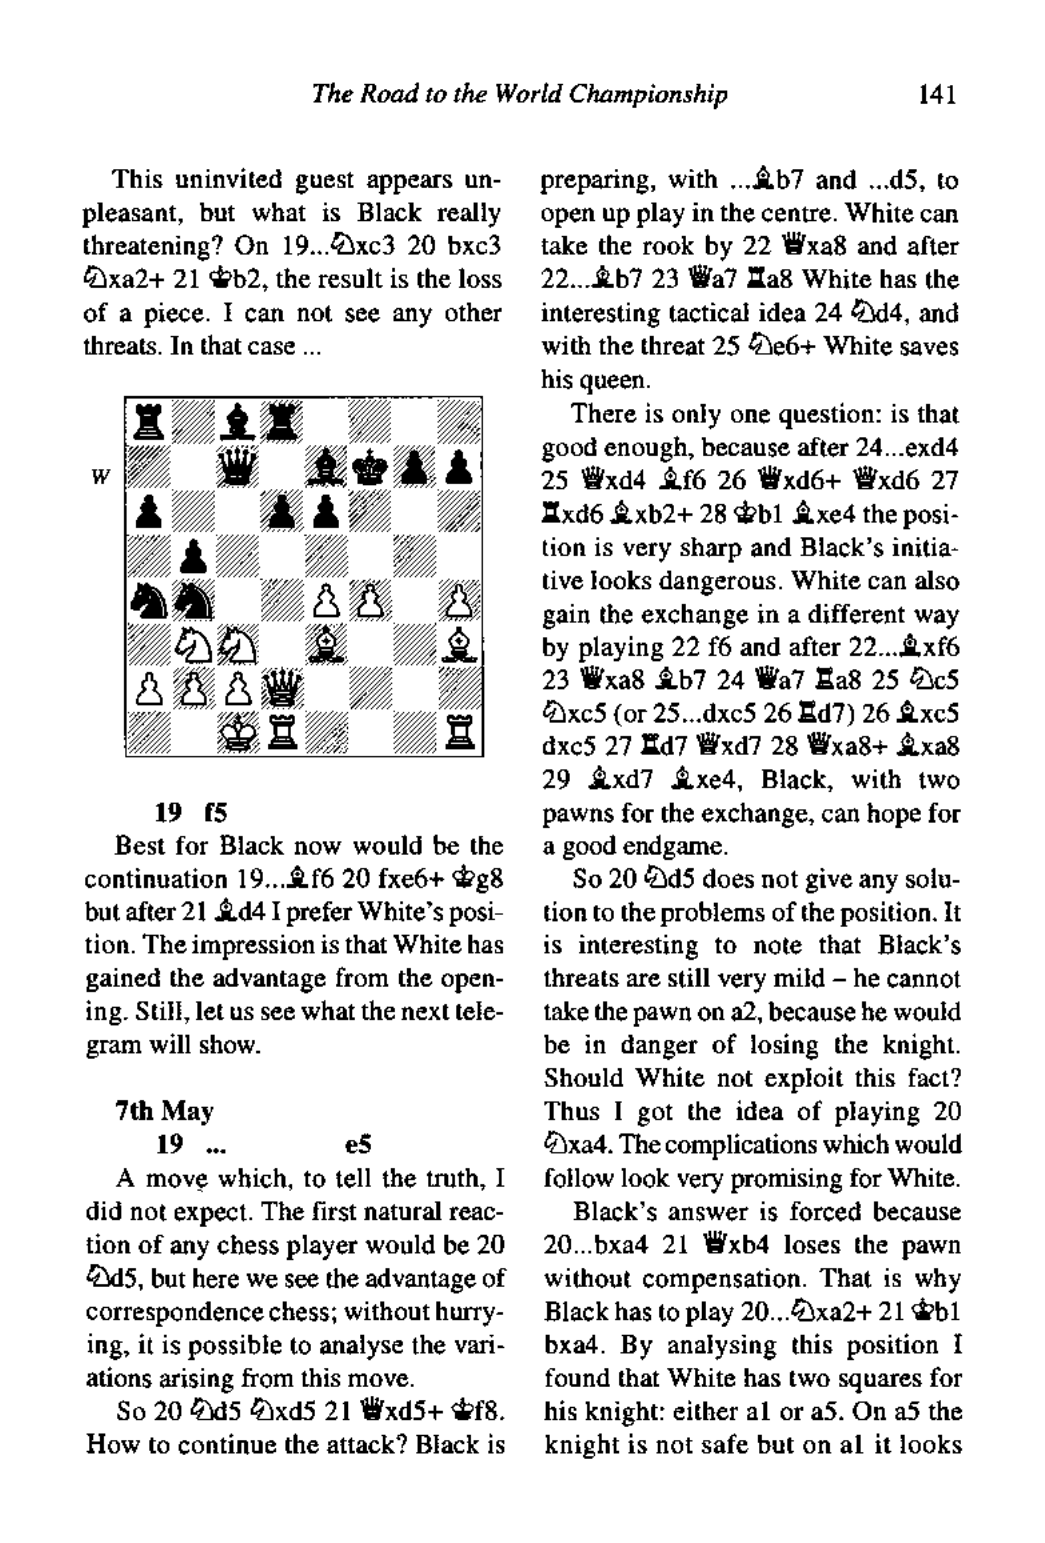 The Road to the World Championship 141
This uninvited guest appears un-
pleasant, but what is Black really
threatening? On 19...♘xc3 20 bxc3
♘xa2+ 21 ♔b2, the result is the loss
of a piece. I can not see any other
threats. In that case ...
W
19 f5
Best for Black now would be the
continuation 19...♗f6 20 fxe6+ ♔g8
but after 21 ♗d4 I prefer White's posi-
tion. The impression is that White has
gained the advantage from the open-
ing. Still, let us see what the next tele-
gram will show.
7th May
19 ... e5
A move which, to tell the truth, I
did not expect. The first natural reac-
tion of any chess player would be 20
♘d5, but here we see the advantage of
correspondence chess; without hurry-
ing, it is possible to analyse the vari-
ations arising from this move.
So 20 ♘d5 ♘xd5 21 ♕xd5+ ♔f8.
How to continue the attack? Black is
preparing, with ...♗b7 and ...d5, to
open up play in the centre. White can
take the rook by 22 ♕xa8 and after
22...♗b7 23 ♕a7 ♖a8 White has the
interesting tactical idea 24 ♘d4, and
with the threat 25 ♘e6+ White saves
his queen.
There is only one question: is that
good enough, because after 24...exd4
25 ♕xd4 ♗f6 26 ♕xd6+ ♕xd6 27
♖xd6 ♗xb2+ 28 ♔b1 ♗xe4 the posi-
tion is very sharp and Black's initia-
tive looks dangerous. White can also
gain the exchange in a different way
by playing 22 f6 and after 22...♗xf6
23 ♕xa8 ♗b7 24 ♕a7 ♖a8 25 ♘c5
♘xc5 (or 25...dxc5 26 ♖d7) 26 ♗xc5
dxc5 27 ♖d7 ♕xd7 28 ♕xa8+ ♗xa8
29 ♗xd7 ♗xe4, Black, with two
pawns for the exchange, can hope for
a good endgame.
So 20 ♘d5 does not give any solu-
tion to the problems of the position. It
is interesting to note that Black's
threats are still very mild – he cannot
take the pawn on a2, because he would
be in danger of losing the knight.
Should White not exploit this fact?
Thus I got the idea of playing 20
♘xa4. The complications which would
follow look very promising for White.
Black's answer is forced because
20...bxa4 21 ♕xb4 loses the pawn
without compensation. That is why
Black has to play 20...♘xa2+ 21 ♔b1
bxa4. By analysing this position I
found that White has two squares for
his knight: either a1 or a5. On a5 the
knight is not safe but on a1 it looks